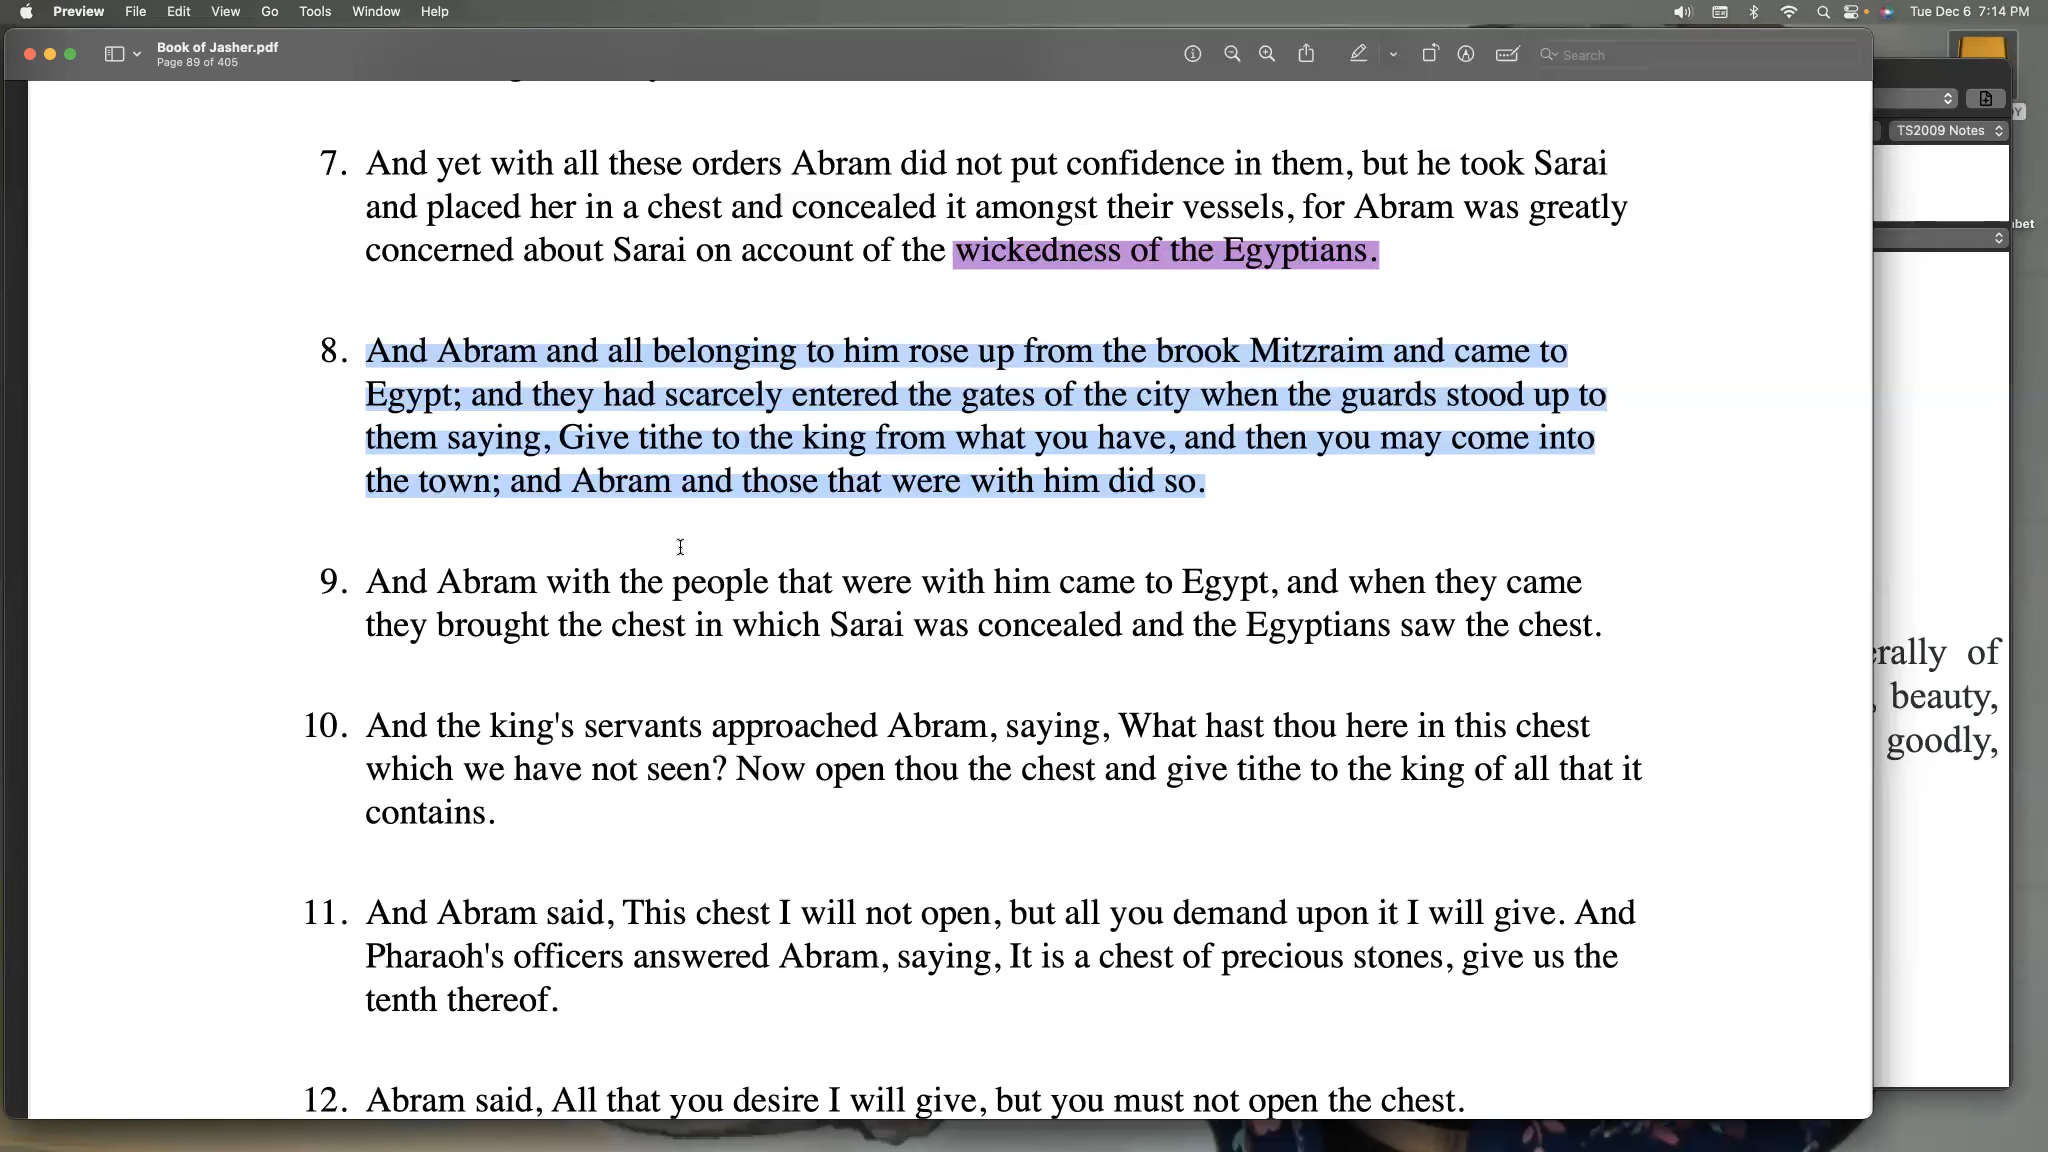 Preview File Edit View Go Tools Window Help
Tue Dec 6 7:14 PM
Book of Jasher.pdf
Page 89 of 405
Search
TS2009 Notes
7. And yet with all these orders Abram did not put confidence in them, but he took Sarai
and placed her in a chest and concealed it amongst their vessels, for Abram was greatly
concerned about Sarai on account of the wickedness of the Egyptians.
8. And Abram and all belonging to him rose up from the brook Mitzraim and came to
Egypt; and they had scarcely entered the gates of the city when the guards stood up to
them saying, Give tithe to the king from what you have, and then you may come into
the town; and Abram and those that were with him did so.
9. And Abram with the people that were with him came to Egypt, and when they came
they brought the chest in which Sarai was concealed and the Egyptians saw the chest.
10. And the king's servants approached Abram, saying, What hast thou here in this chest
which we have not seen? Now open thou the chest and give tithe to the king of all that it
contains.
11. And Abram said, This chest I will not open, but all you demand upon it I will give. And
Pharaoh's officers answered Abram, saying, It is a chest of precious stones, give us the
tenth thereof.
12. Abram said, All that you desire I will give, but you must not open the chest.
erally of
, beauty,
goodly,